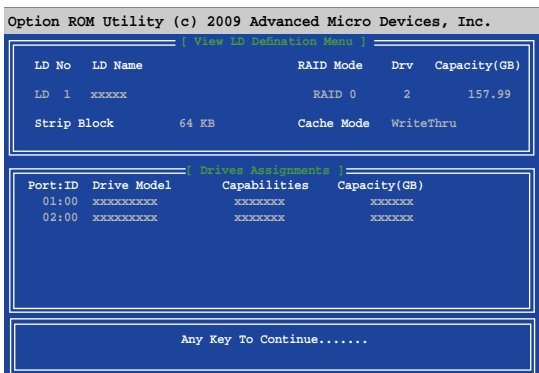 Option ROM Utility (c) 2009 Advanced Micro Devices, Inc.
[ View LD Defination Menu ]
LD No LD Name RAID Mode Drv Capacity(GB)
LD 1 xxxxx RAID 0 2 157.99
Strip Block 64 KB Cache Mode WriteThru
[ Drives Assignments ]
Port:ID Drive Model Capabilities Capacity(GB)
01:00 xxxxxxxxx xxxxxxx xxxxxx
02:00 xxxxxxxxx xxxxxxx xxxxxx
Any Key To Continue.......